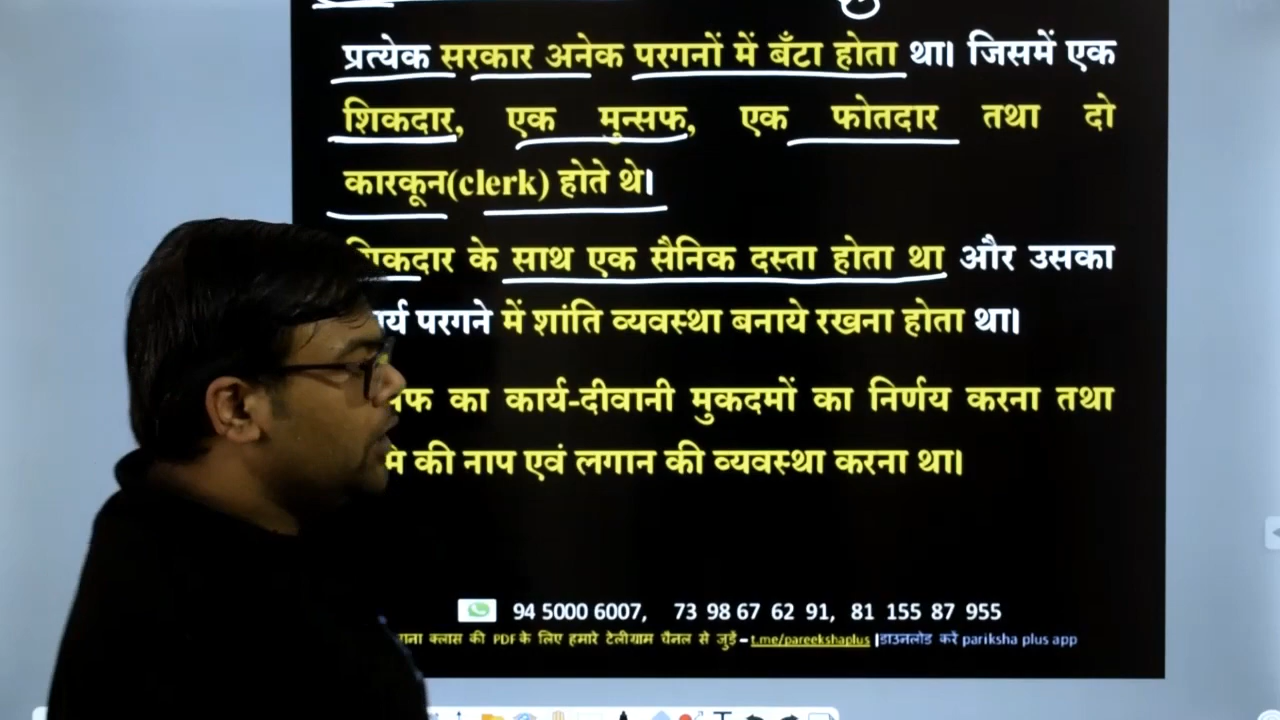 प्रत्येक सरकार अनेक परगनों में बँटा होता था। जिसमें एक
शिकदार, एक मुन्सफ, एक फोतदार तथा दो
कारकून(clerk) होते थे।
के साथ एक सैनिक दस्ता होता था और उसका
परगने में शांति व्यवस्था बनाये रखना होता था।
का कार्य-दीवानी मुकदमों का निर्णय करना तथा
की नाप एवं लगान की व्यवस्था करना था।
94 5000 6007, 73 98 67 62 91, 81 155 87 955
क्लास की PDF के लिए हमारे टेलीग्राम चैनल से जुड़ें – t.me/pareekshaplus |डाउनलोड करें pariksha plus app